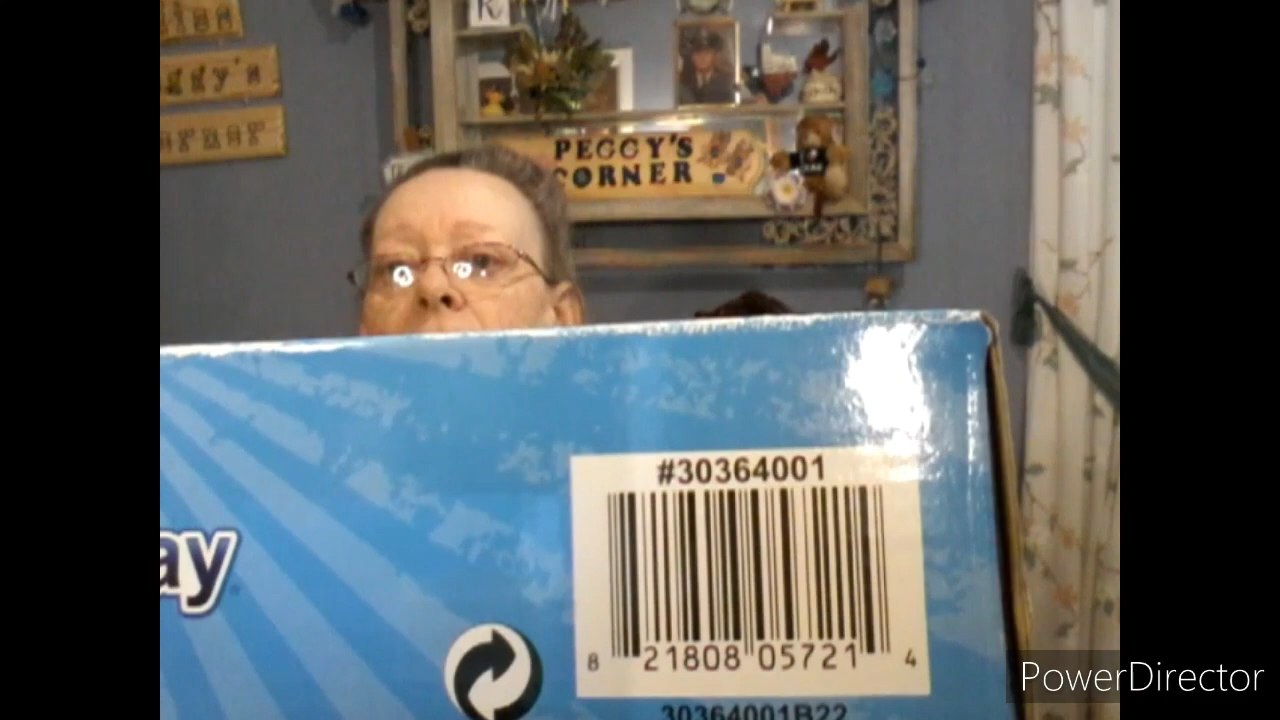 PEGGY'S
CORNER
#30364001
8 21808 05721 4
30364001B22
ay
PowerDirector